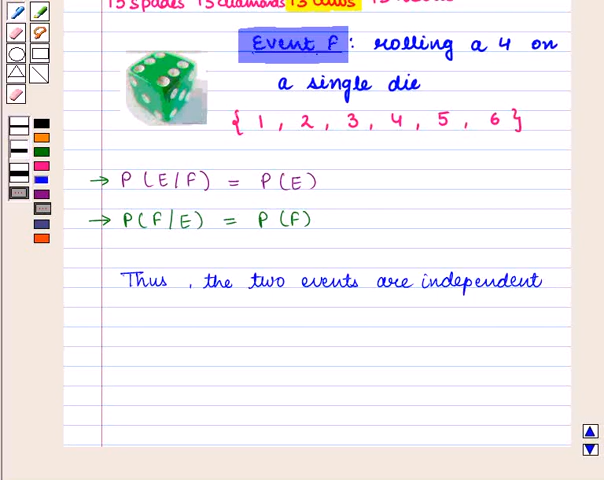 13 spades 13 diamonds 13 clubs 13
Event F : rolling a 4 on
a single die
{ 1 , 2 , 3 , 4 , 5 , 6 }
→ P(E/F) = P(E)
→ P(F/E) = P(F)
Thus , the two events are independent